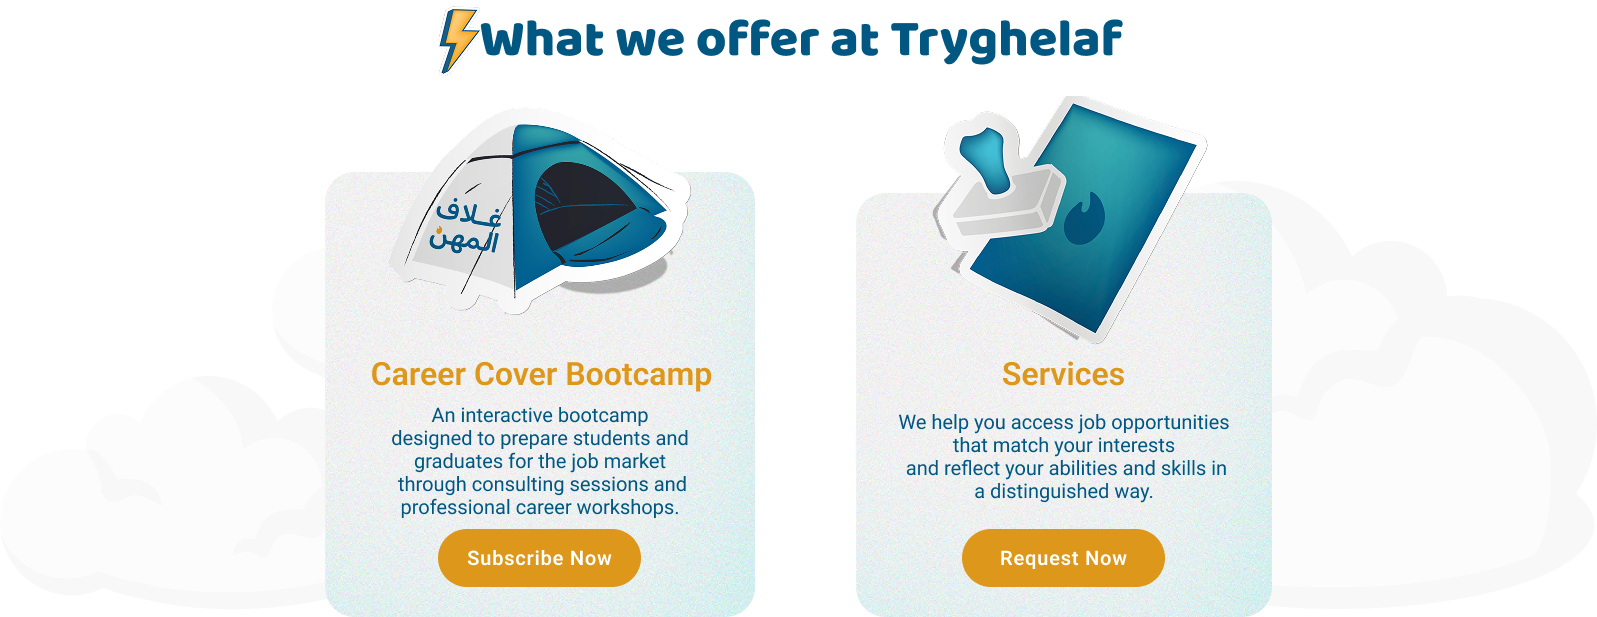 What we offer at Tryghelaf
غلاف
المهن
Career Cover Bootcamp
An interactive bootcamp
designed to prepare students and
graduates for the job market
through consulting sessions and
professional career workshops.
Subscribe Now
Services
We help you access job opportunities
that match your interests
and reflect your abilities and skills in
a distinguished way.
Request Now